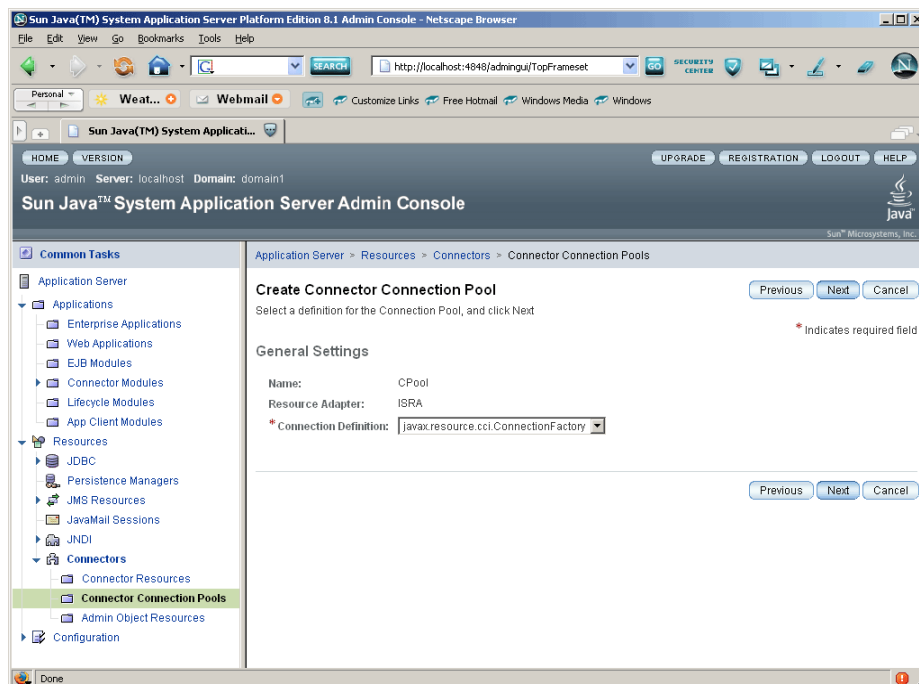 Sun Java(TM) System Application Server Platform Edition 8.1 Admin Console - Netscape Browser
File Edit View Go Bookmarks Tools Help
SEARCH http://localhost:4848/admingui/TopFrameset GO SECURITY CENTER
Personal Weat... Webmail Customize Links Free Hotmail Windows Media Windows
Sun Java(TM) System Applicati...
HOME VERSION UPGRADE REGISTRATION LOGOUT HELP
User: admin Server: localhost Domain: domain1
Sun Java™ System Application Server Admin Console
Java™
Sun™ Microsystems, Inc.
Common Tasks
Application Server
Applications
Enterprise Applications
Web Applications
EJB Modules
Connector Modules
Lifecycle Modules
App Client Modules
Resources
JDBC
Persistence Managers
JMS Resources
JavaMail Sessions
JNDI
Connectors
Connector Resources
Connector Connection Pools
Admin Object Resources
Configuration
Application Server > Resources > Connectors > Connector Connection Pools
Create Connector Connection Pool
Previous Next Cancel
Select a definition for the Connection Pool, and click Next
* Indicates required field
General Settings
Name: CPool
Resource Adapter: ISRA
* Connection Definition: javax.resource.cci.ConnectionFactory
Previous Next Cancel
Done